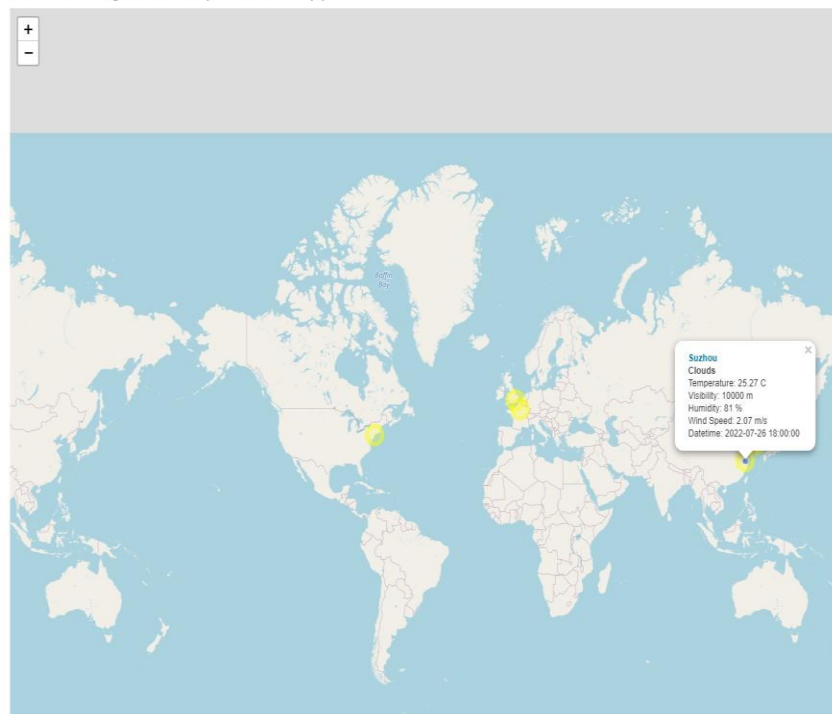 +
−
Baffin
Bay
Suzhou
×
Clouds
Temperature: 25.27 C
Visibility: 10000 m
Humidity: 81 %
Wind Speed: 2.07 m/s
Datetime: 2022-07-26 18:00:00